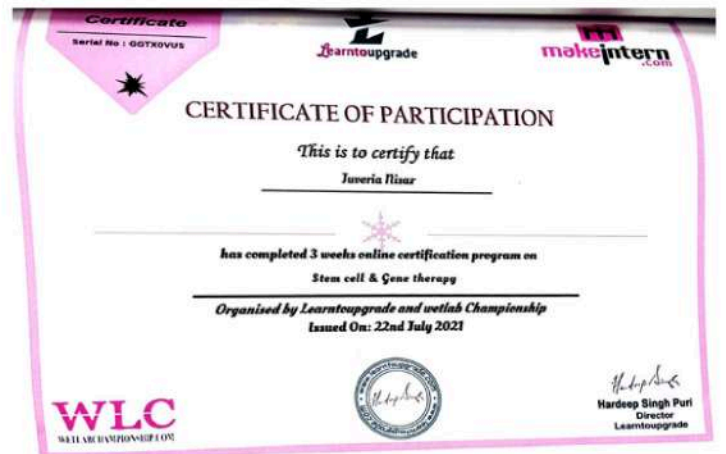 Certificate
Serial No : GGTX0VUS
Learntoupgrade
makeintern
.com
CERTIFICATE OF PARTICIPATION
This is to certify that
Juveria Nisar
has completed 3 weeks online certification program on
Stem cell & Gene therapy
Organised by Learntoupgrade and wetlab Championship
Issued On: 22nd July 2021
WLC
WETLABCHAMPIONSHIP.COM
Hardeep Singh Puri
Director
Learntoupgrade